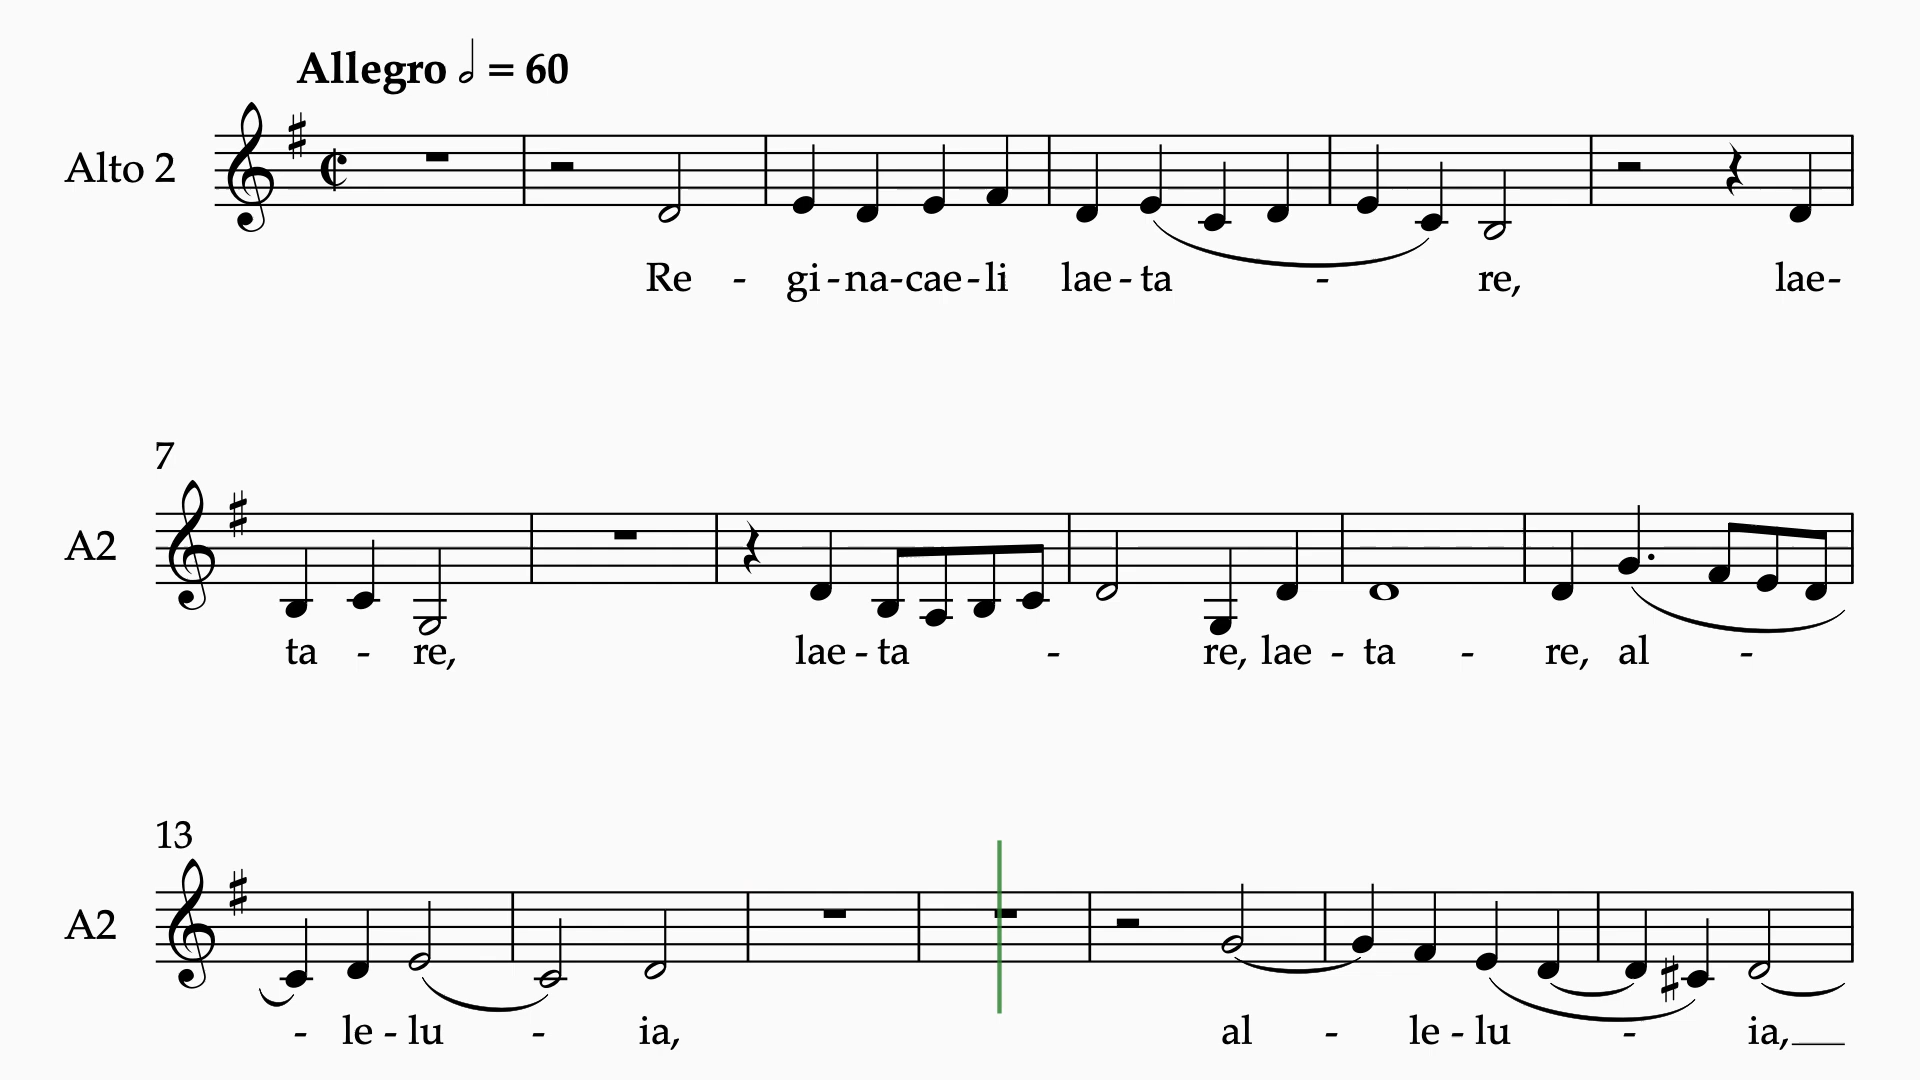 Allegro 𝅗𝅥 = 60
Alto 2
Re - gi - na - cae - li lae - ta - re, lae -
7
A2
ta - re, lae - ta - re, lae - ta - re, al -
13
A2
- le - lu - ia, al - le - lu - ia,